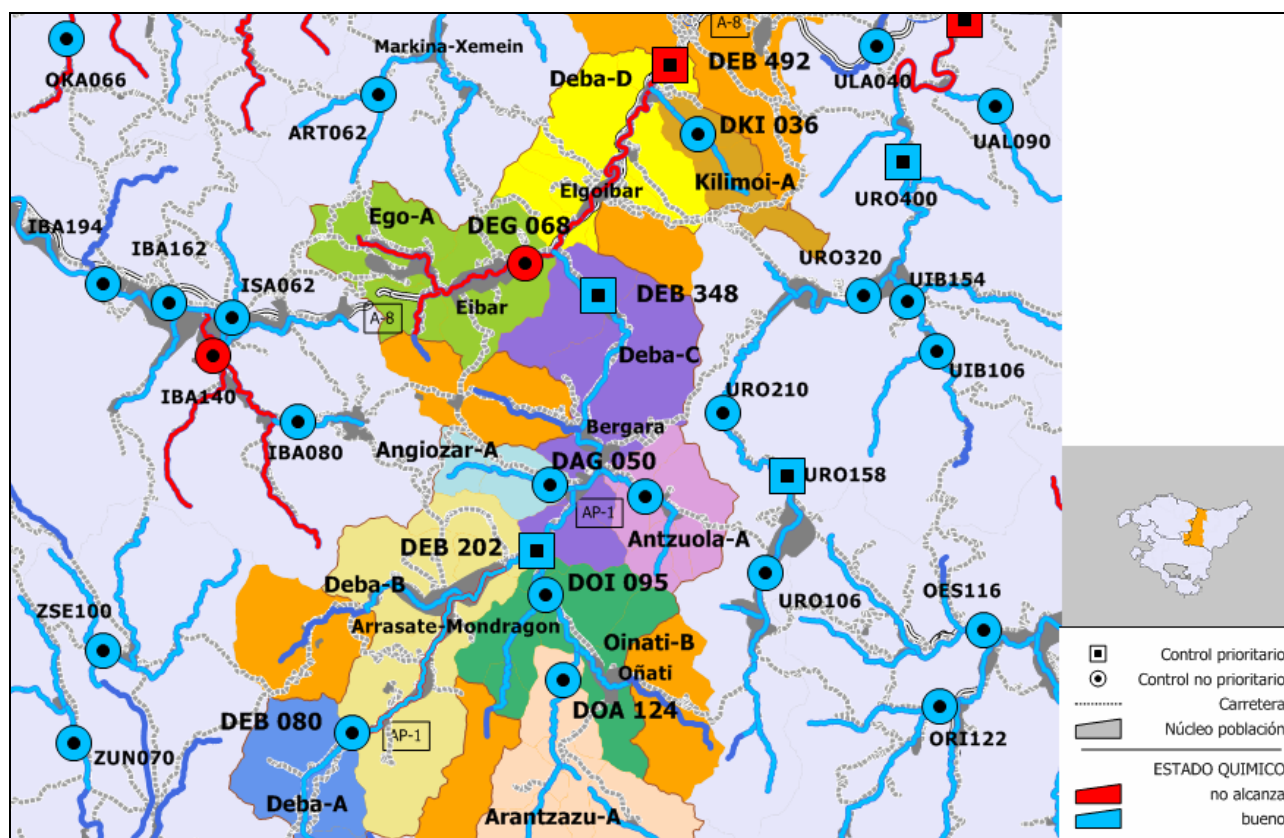 A-8
Markina-Xemein
Deba-D
DEB 492
OKA066
ULA040
ART062
DKI 036
UAL090
Kilimoi-A
URO400
Elgoibar
Ego-A
DEG 068
IBA194
IBA162
ISA062
URO320
UIB154
DEB 348
Eibar
A-8
Deba-C
UIB106
IBA140
URO210
IBA080
Bergara
Angiozar-A
DAG 050
URO158
AP-1
Antzuola-A
DEB 202
DOI 095
Deba-B
OES116
URO106
ZSE100
Arrasate-Mondragon
Oinati-B
Oñati
DOA 124
DEB 080
AP-1
ORI122
ZUN070
Deba-A
Arantzazu-A
Control prioritario
Control no prioritario
Carretera
Núcleo población
ESTADO QUIMICO
no alcanza
bueno